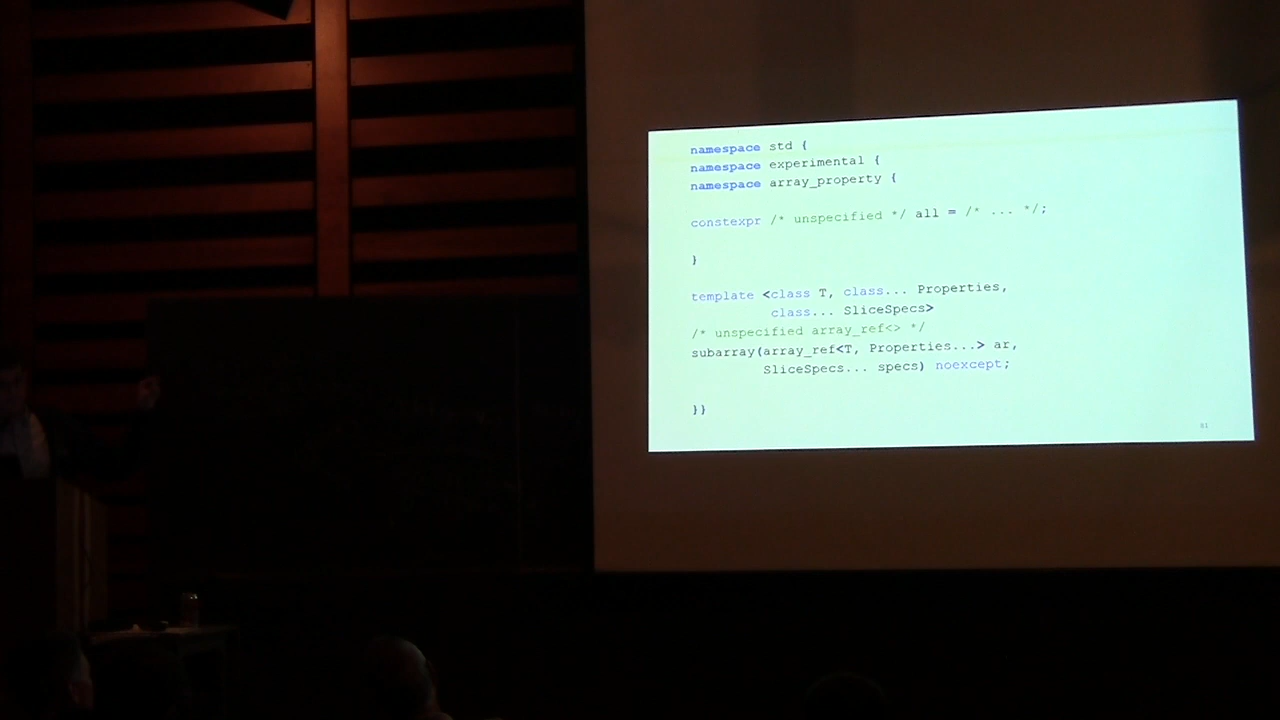 namespace std {
namespace experimental {
namespace array_property {
constexpr /* unspecified */ all = /* ... */;
}
template <class T, class... Properties,
class... SliceSpecs>
/* unspecified array_ref<> */
subarray(array_ref<T, Properties...> ar,
SliceSpecs... specs) noexcept;
}}
81